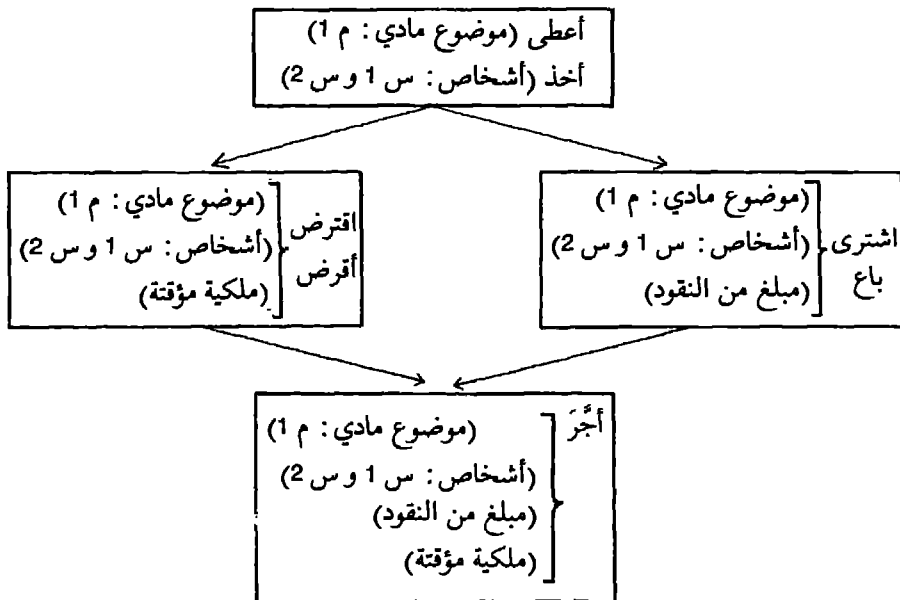 أعطى (موضوع مادي: م 1)
أخذ (أشخاص: س 1 و س 2)
اشترى
باع
(موضوع مادي: م 1)
(أشخاص: س 1 و س 2)
(مبلغ من النقود)
اقترض
أقرض
(موضوع مادي: م 1)
(أشخاص: س 1 و س 2)
(ملكية مؤقتة)
أجَّرَ (موضوع مادي: م 1)
(أشخاص: س 1 و س 2)
(مبلغ من النقود)
(ملكية مؤقتة)